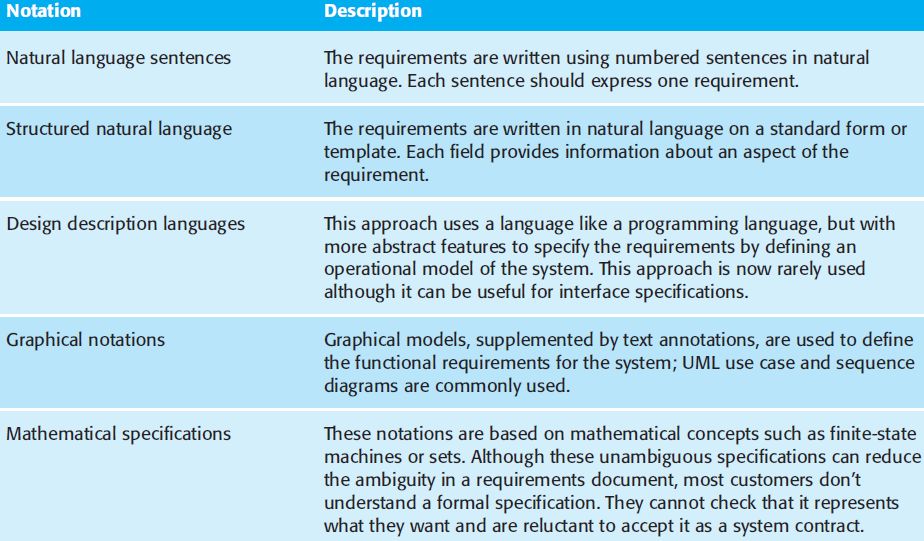 Notation Description
Natural language sentences The requirements are written using numbered sentences in natural
language. Each sentence should express one requirement.
Structured natural language The requirements are written in natural language on a standard form or
template. Each field provides information about an aspect of the
requirement.
Design description languages This approach uses a language like a programming language, but with
more abstract features to specify the requirements by defining an
operational model of the system. This approach is now rarely used
although it can be useful for interface specifications.
Graphical notations Graphical models, supplemented by text annotations, are used to define
the functional requirements for the system; UML use case and sequence
diagrams are commonly used.
Mathematical specifications These notations are based on mathematical concepts such as finite-state
machines or sets. Although these unambiguous specifications can reduce
the ambiguity in a requirements document, most customers don’t
understand a formal specification. They cannot check that it represents
what they want and are reluctant to accept it as a system contract.